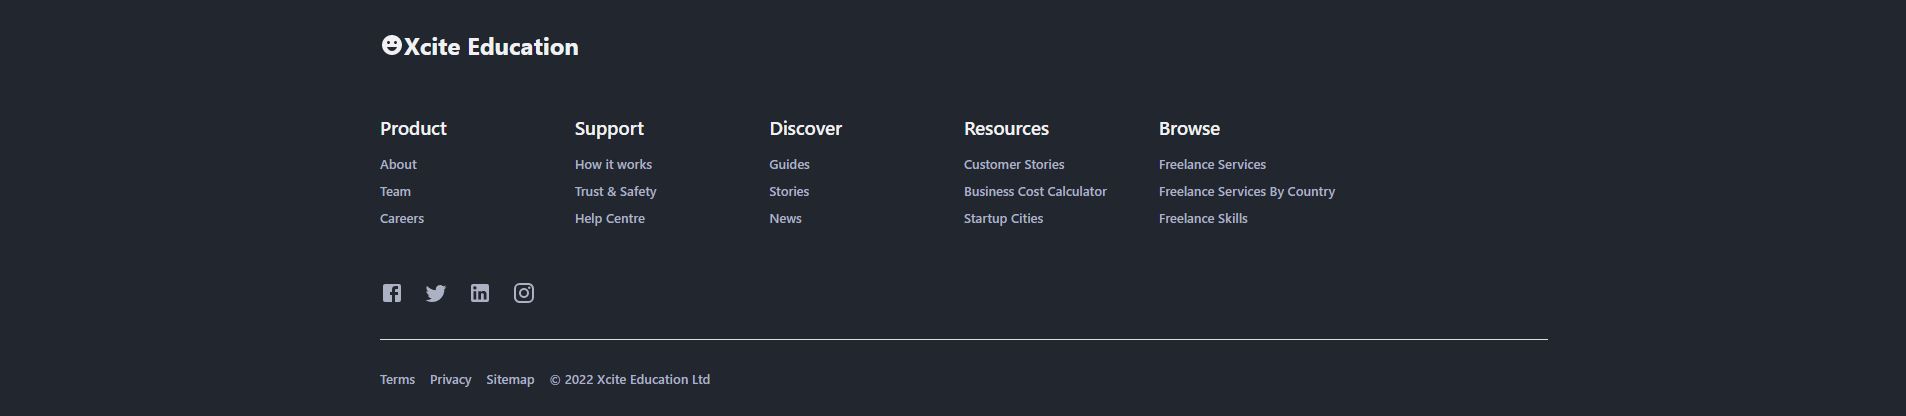 Xcite Education
Product
About
Team
Careers
Support
How it works
Trust & Safety
Help Centre
Discover
Guides
Stories
News
Resources
Customer Stories
Business Cost Calculator
Startup Cities
Browse
Freelance Services
Freelance Services By Country
Freelance Skills
Terms Privacy Sitemap © 2022 Xcite Education Ltd